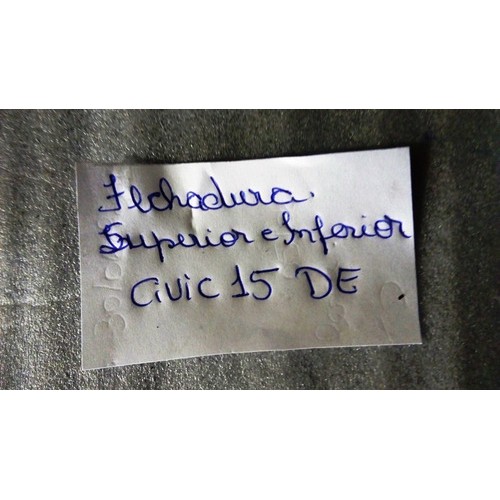 Fechadura.
Superior e Inferior
CIVIC 15 DE